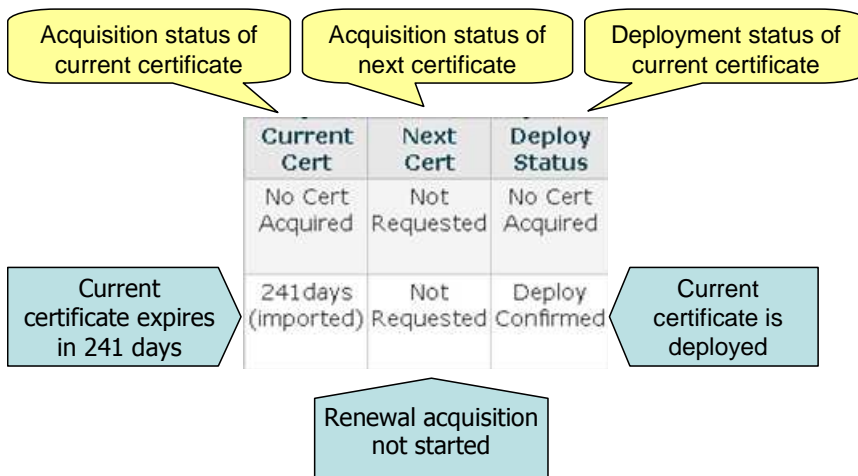 Acquisition status of
current certificate
Acquisition status of
next certificate
Deployment status of
current certificate
Current
Cert
Next
Cert
Deploy
Status
No Cert
Acquired
Not
Requested
No Cert
Acquired
Current
certificate expires
in 241 days
241days
(imported)
Not
Requested
Deploy
Confirmed
Current
certificate is
deployed
Renewal acquisition
not started